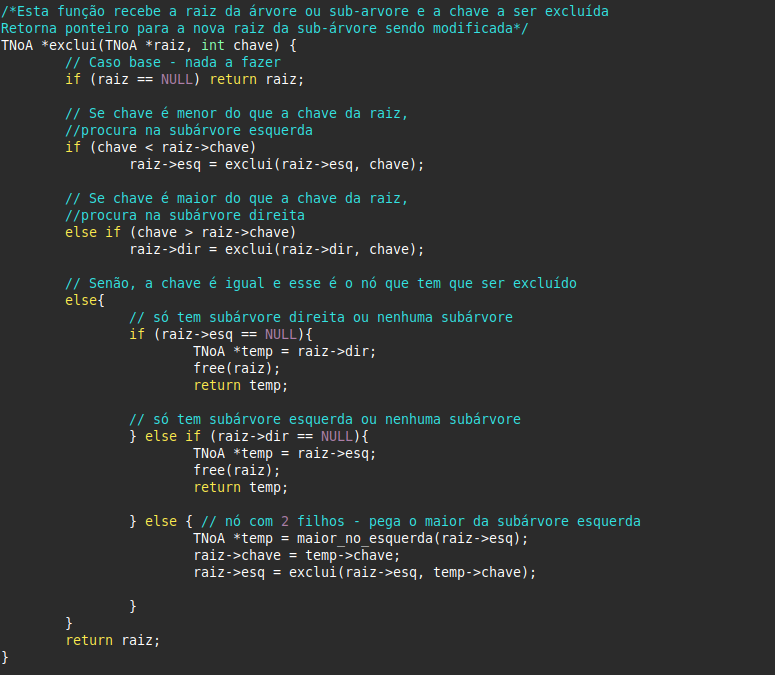 /*Esta função recebe a raiz da árvore ou sub-arvore e a chave a ser excluída
Retorna ponteiro para a nova raiz da sub-árvore sendo modificada*/
TNoA *exclui(TNoA *raiz, int chave) {
// Caso base - nada a fazer
if (raiz == NULL) return raiz;
// Se chave é menor do que a chave da raiz,
//procura na subárvore esquerda
if (chave < raiz->chave)
raiz->esq = exclui(raiz->esq, chave);
// Se chave é maior do que a chave da raiz,
//procura na subárvore direita
else if (chave > raiz->chave)
raiz->dir = exclui(raiz->dir, chave);
// Senão, a chave é igual e esse é o nó que tem que ser excluído
else{
// só tem subárvore direita ou nenhuma subárvore
if (raiz->esq == NULL){
TNoA *temp = raiz->dir;
free(raiz);
return temp;
// só tem subárvore esquerda ou nenhuma subárvore
} else if (raiz->dir == NULL){
TNoA *temp = raiz->esq;
free(raiz);
return temp;
} else { // nó com 2 filhos - pega o maior da subárvore esquerda
TNoA *temp = maior_no_esquerda(raiz->esq);
raiz->chave = temp->chave;
raiz->esq = exclui(raiz->esq, temp->chave);
}
}
return raiz;
}